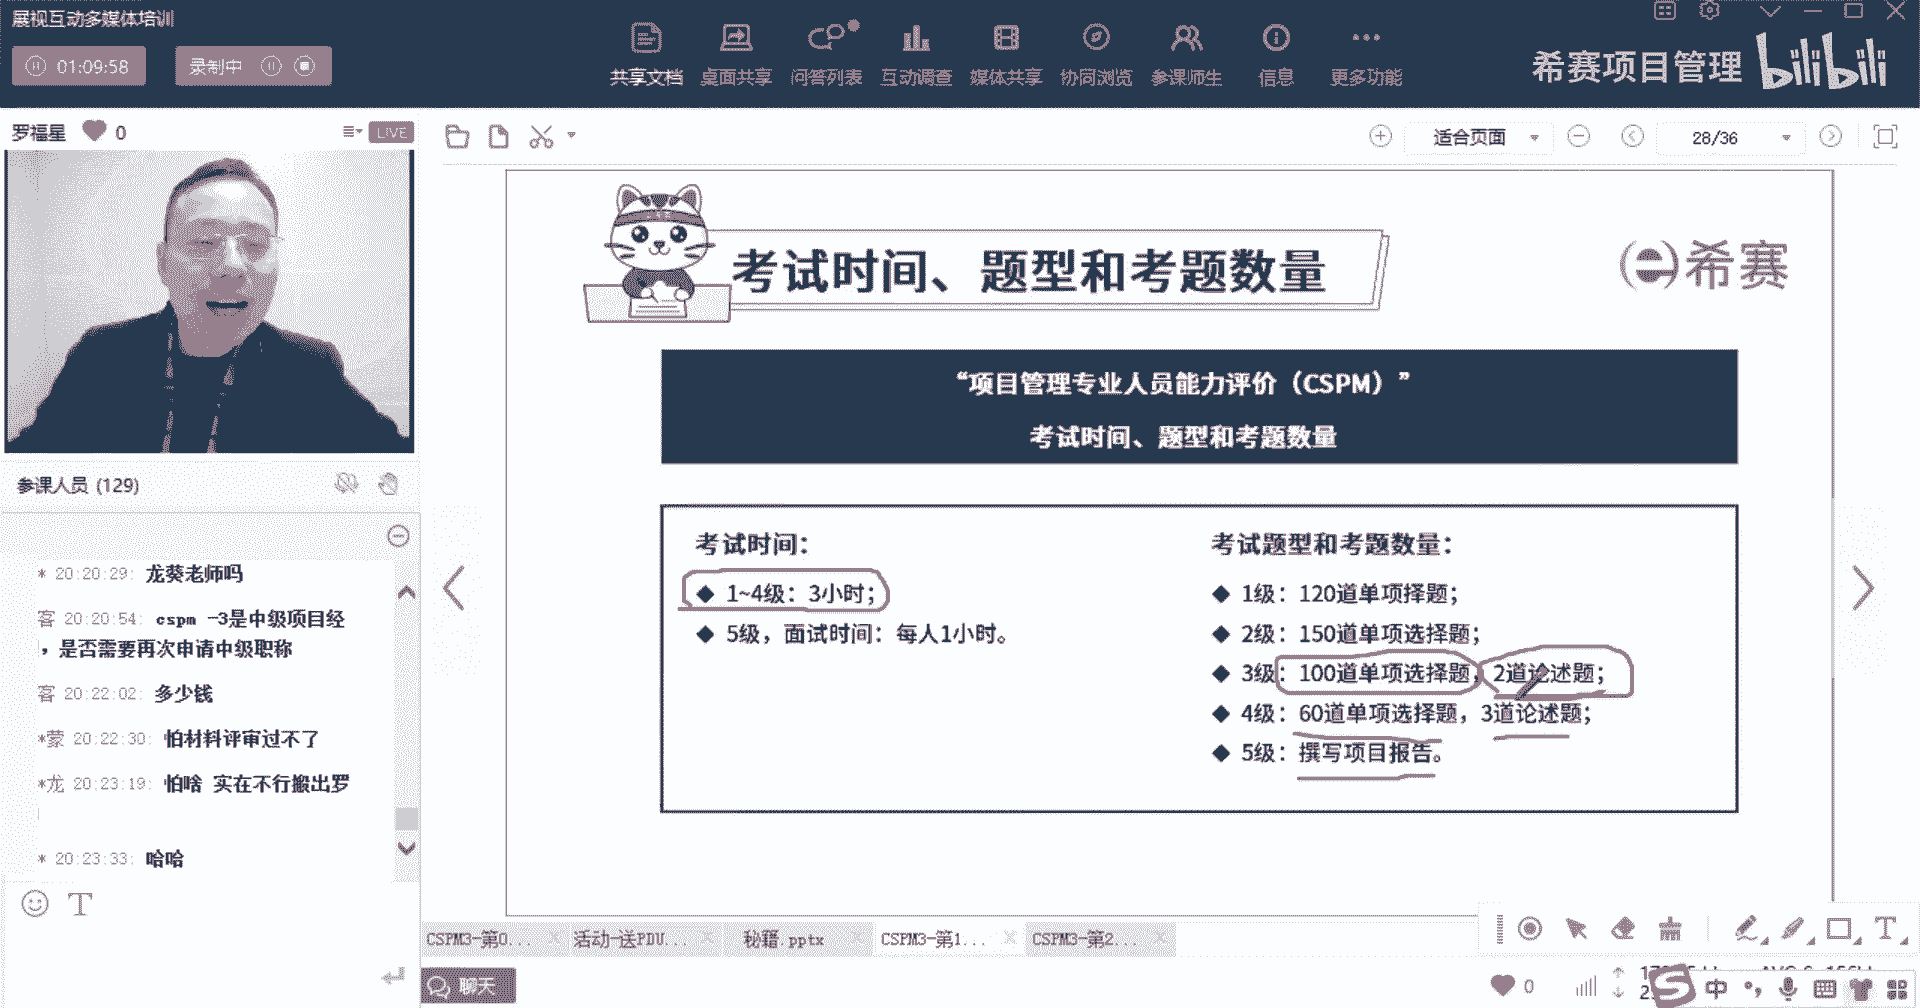 展视互动多媒体培训
01:09:58
录制中
共享文档
桌面共享
问答列表
互动调查
媒体共享
协同浏览
参课师生
信息
更多功能
希赛项目管理
bilibili
罗福星 0
LIVE
适合页面
28/36
参课人员 (129)
* 20:20:29: 龙葵老师吗
客 20:20:54: cspm -3是中级项目经
，是否需要再次申请中级职称
客 20:22:02: 多少钱
*蒙 20:22:30: 怕材料评审过不了
*龙 20:23:19: 怕啥 实在不行搬出罗
* 20:23:33: 哈哈
T
考试时间、题型和考题数量
希赛
“项目管理专业人员能力评价（CSPM）”
考试时间、题型和考题数量
考试时间：
1~4级：3小时；
5级，面试时间：每人1小时。
考试题型和考题数量：
1级：120道单项择题；
2级：150道单项选择题；
3级：100道单项选择题，2道论述题；
4级：60道单项选择题，3道论述题；
5级：撰写项目报告。
CSPM3-第0...
活动-送PDU...
秘籍.pptx
CSPM3-第1...
CSPM3-第2...
T
聊天
0
中